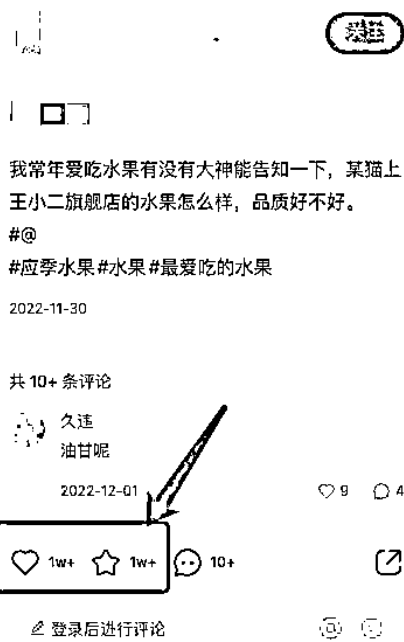 我常年爱吃水果有没有大神能告知一下，某猫上
王小二旗舰店的水果怎么样，品质好不好。
#@
#应季水果#水果#最爱吃的水果
2022-11-30
共 10+ 条评论
久违
油甘呢
2022-12-01 9 4
1w+ 1w+ 10+
登录后进行评论 @